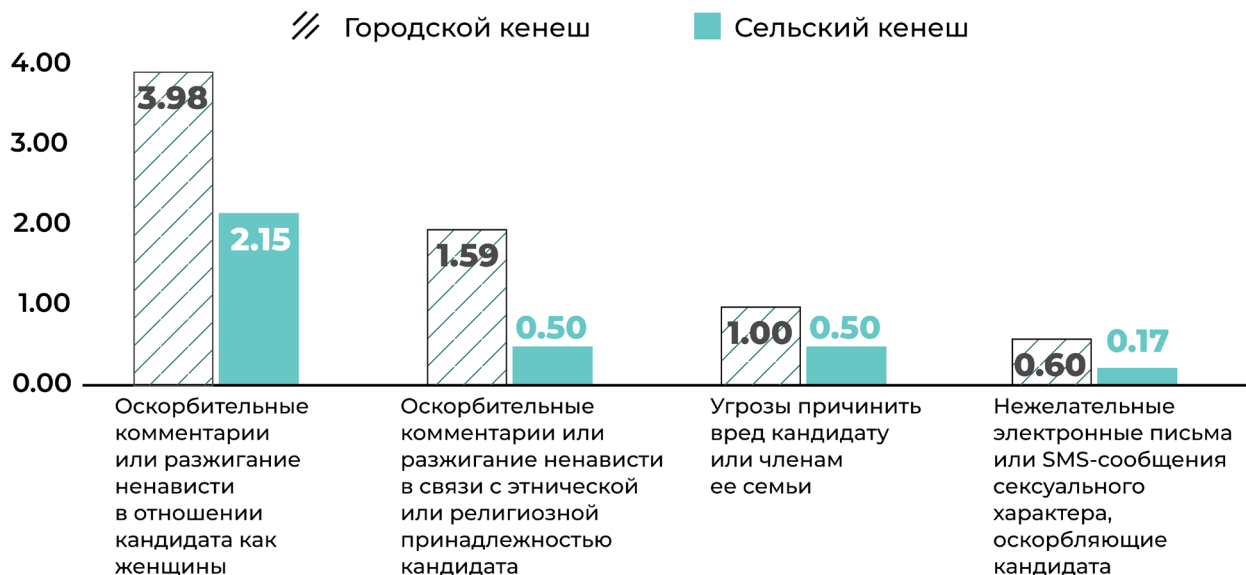 Городской кенеш
Сельский кенеш
4.00
3.00
2.00
1.00
0.00
3.98
2.15
1.59
0.50
1.00
0.50
0.60
0.17
Оскорбительные
комментарии
или разжигание
ненависти
в отношении
кандидата как
женщины
Оскорбительные
комментарии или
разжигание ненависти
в связи с этнической
или религиозной
принадлежностью
кандидата
Угрозы причинить
вред кандидату
или членам
ее семьи
Нежелательные
электронные письма
или SMS-сообщения
сексуального
характера,
оскорбляющие
кандидата